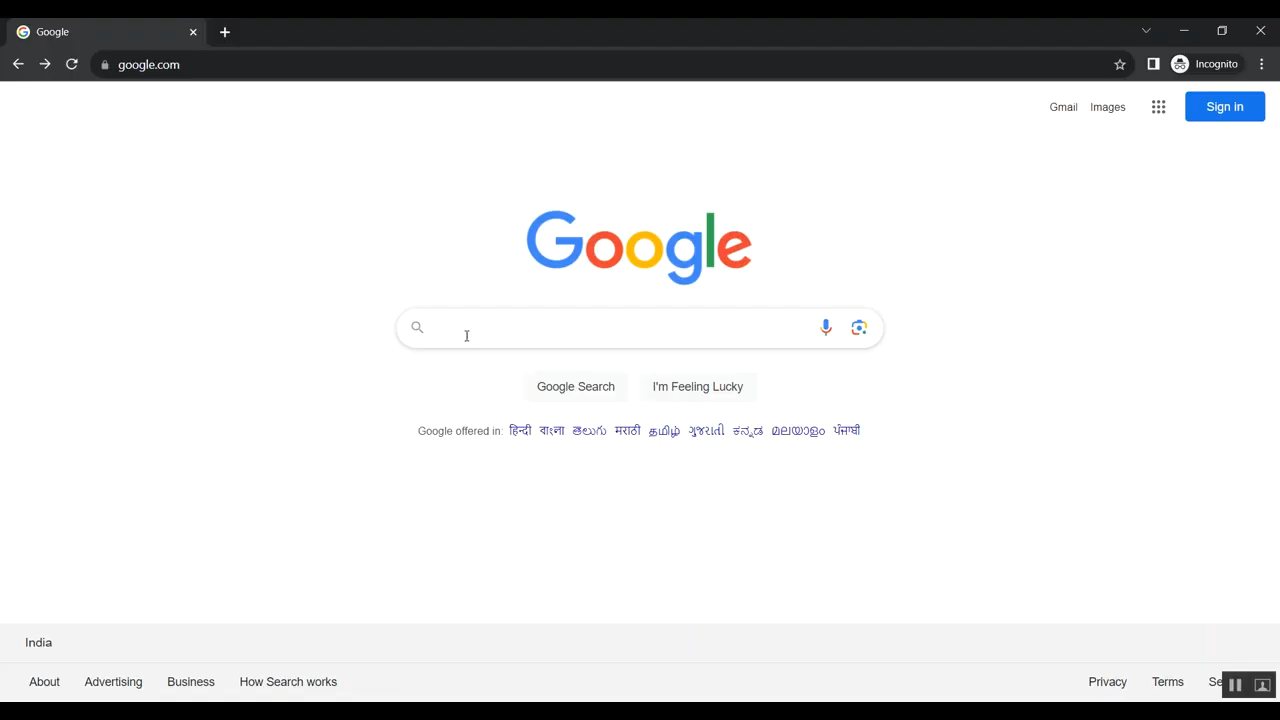 Google
google.com
Incognito
Gmail Images Sign in
Google
Google Search I'm Feeling Lucky
Google offered in: हिन्दी বাংলা తెలుగు मराठी தமிழ் ગુજરાતી ಕನ್ನಡ മലയാളം ਪੰਜਾਬੀ
India
About Advertising Business How Search works Privacy Terms Se